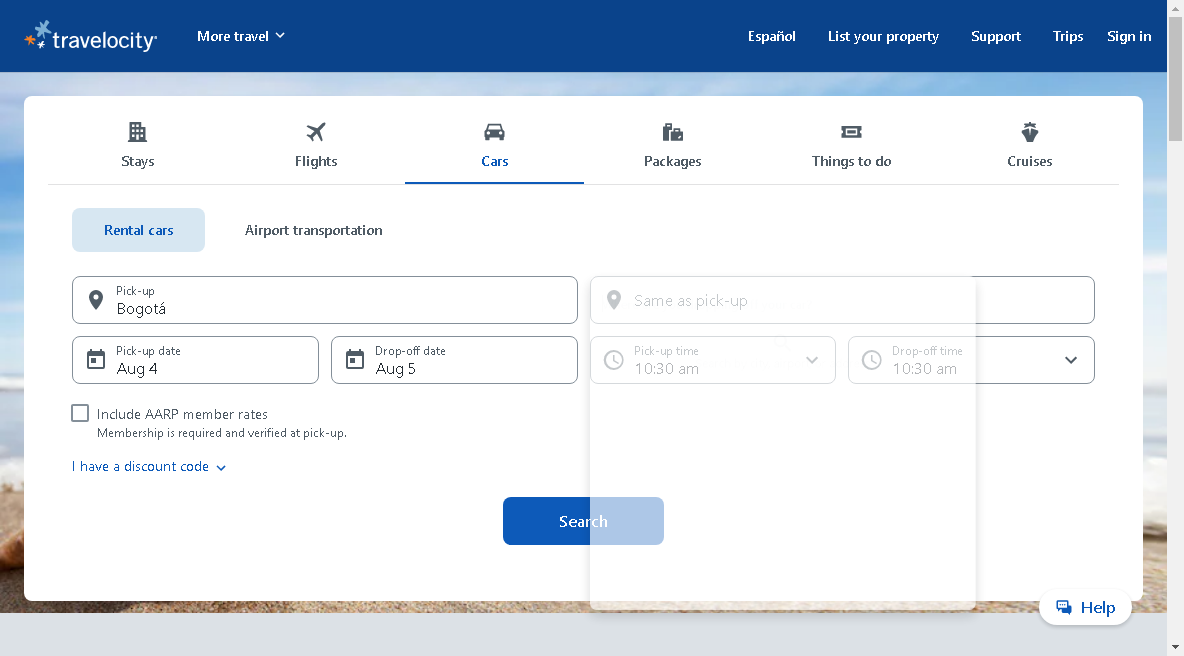 travelocity
More travel
Español
List your property
Support
Trips
Sign in
Stays
Flights
Cars
Packages
Things to do
Cruises
Rental cars
Airport transportation
Pick-up
Bogotá
Same as pick-up
Pick-up date
Aug 4
Drop-off date
Aug 5
Pick-up time
10:30 am
Drop-off time
10:30 am
Include AARP member rates
Membership is required and verified at pick-up.
I have a discount code
Search
Help